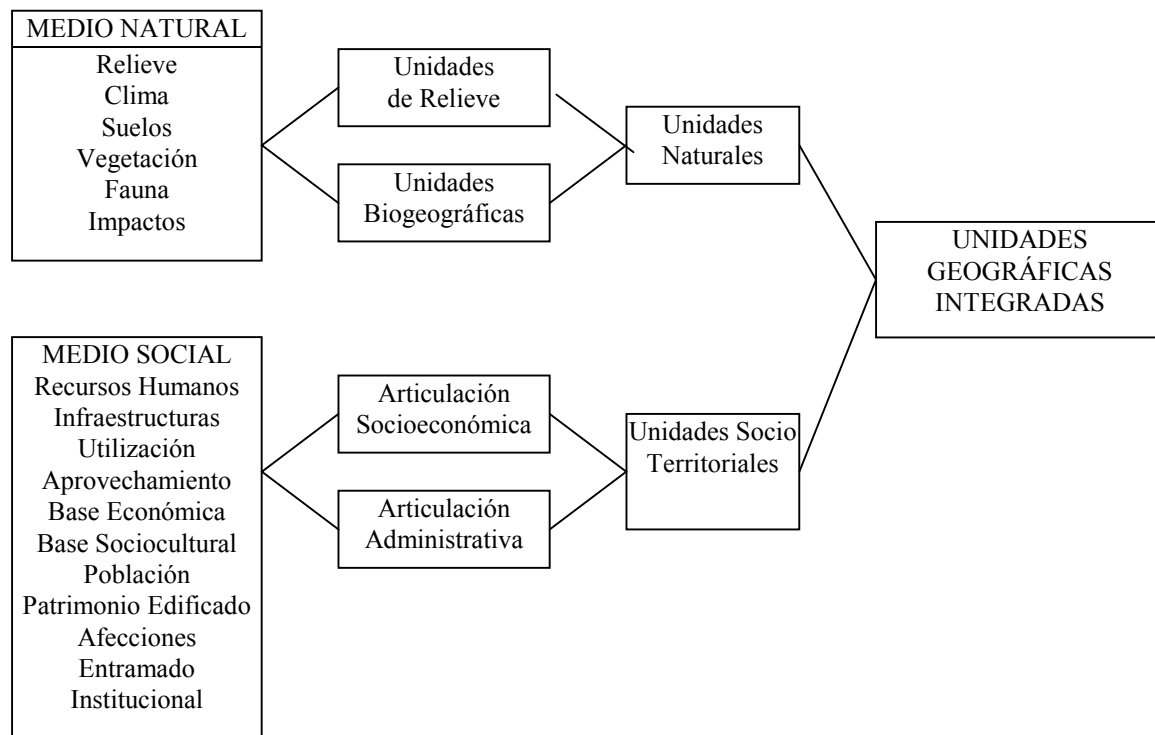 MEDIO NATURAL
Relieve
Clima
Suelos
Vegetación
Fauna
Impactos
Unidades
de Relieve
Unidades
Biogeográficas
Unidades
Naturales
UNIDADES
GEOGRÁFICAS
INTEGRADAS
MEDIO SOCIAL
Recursos Humanos
Infraestructuras
Utilización
Aprovechamiento
Base Económica
Base Sociocultural
Población
Patrimonio Edificado
Afecciones
Entramado
Institucional
Articulación
Socioeconómica
Articulación
Administrativa
Unidades Socio
Territoriales